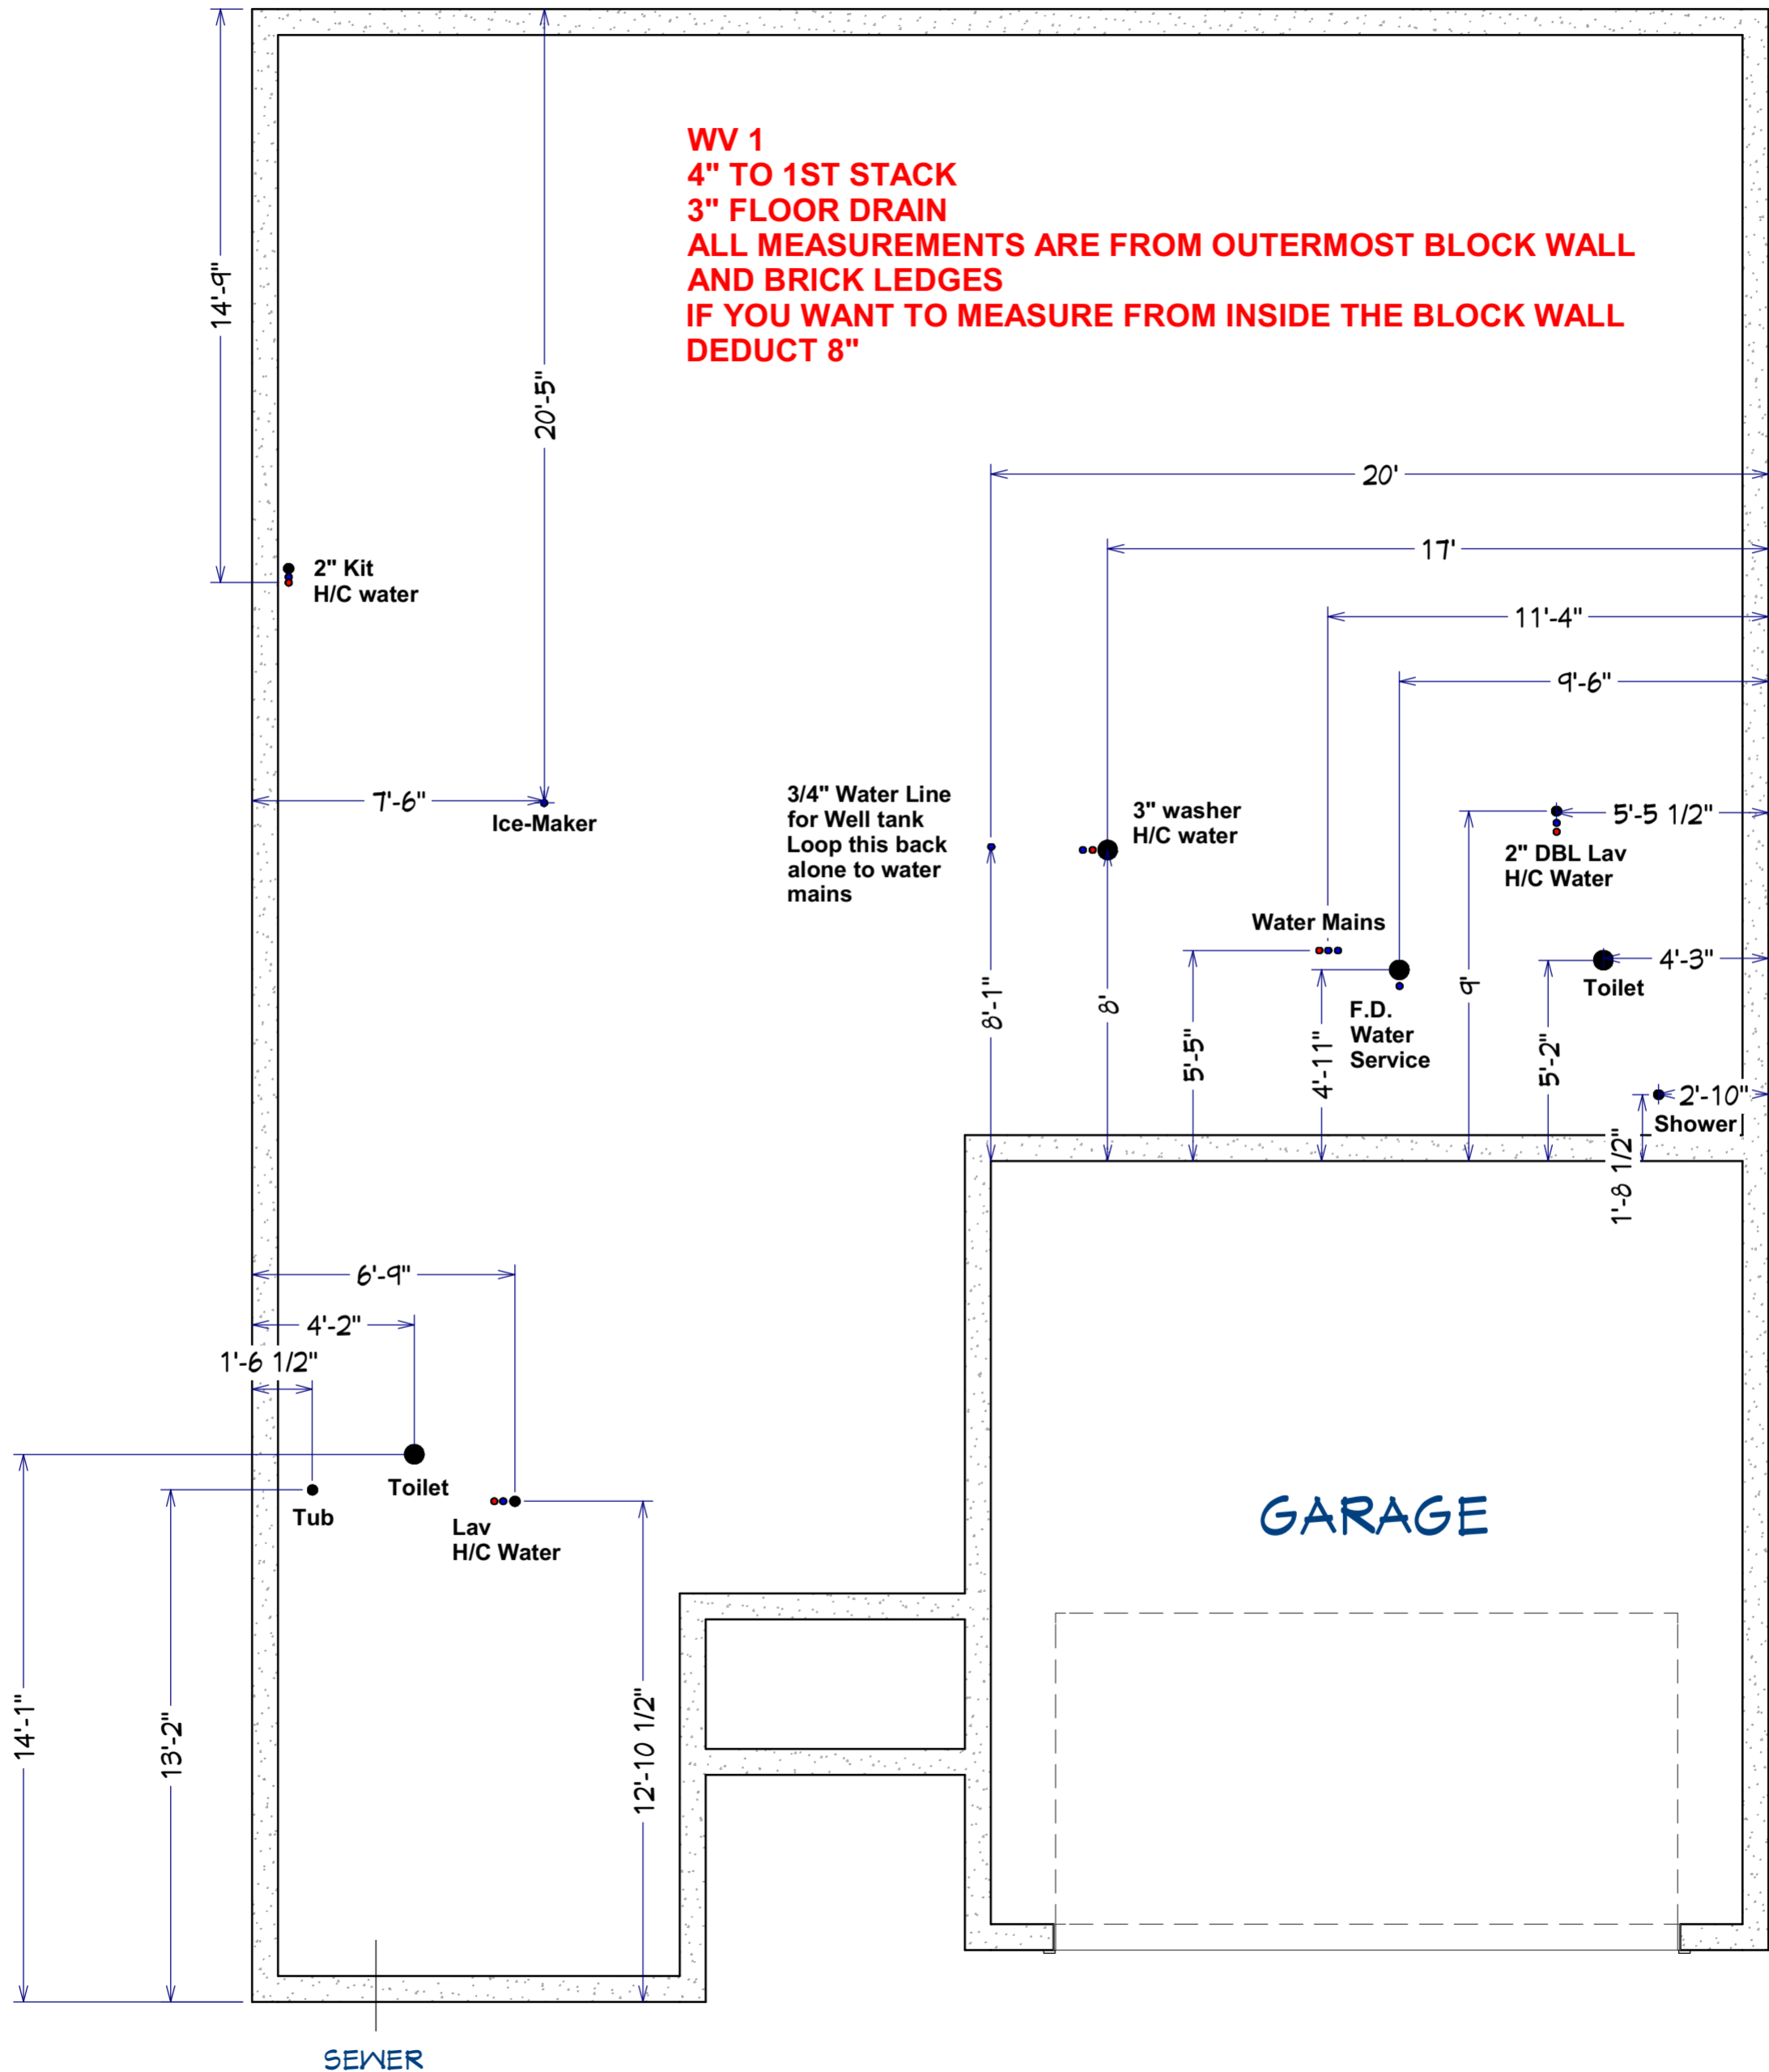 WV 1
4" TO 1ST STACK
3" FLOOR DRAIN
ALL MEASUREMENTS ARE FROM OUTERMOST BLOCK WALL
AND BRICK LEDGES
IF YOU WANT TO MEASURE FROM INSIDE THE BLOCK WALL
DEDUCT 8"
14'-9"
20'-5"
20'
17'
2" Kit
H/C water
11'-4"
9'-6"
7'-6"
Ice-Maker
3/4" Water Line
for Well tank
Loop this back
alone to water
mains
3" washer
H/C water
5'-5 1/2"
2" DBL Lav
H/C Water
Water Mains
4'-3"
Toilet
8'-1"
8'
5'-5"
4'-11"
F.D.
Water
Service
9'
5'-2"
2'-10"
Shower
1'-8 1/2"
6'-9"
4'-2"
1'-6 1/2"
Toilet
Tub
Lav
H/C Water
GARAGE
14'-1"
13'-2"
12'-10 1/2"
SEWER